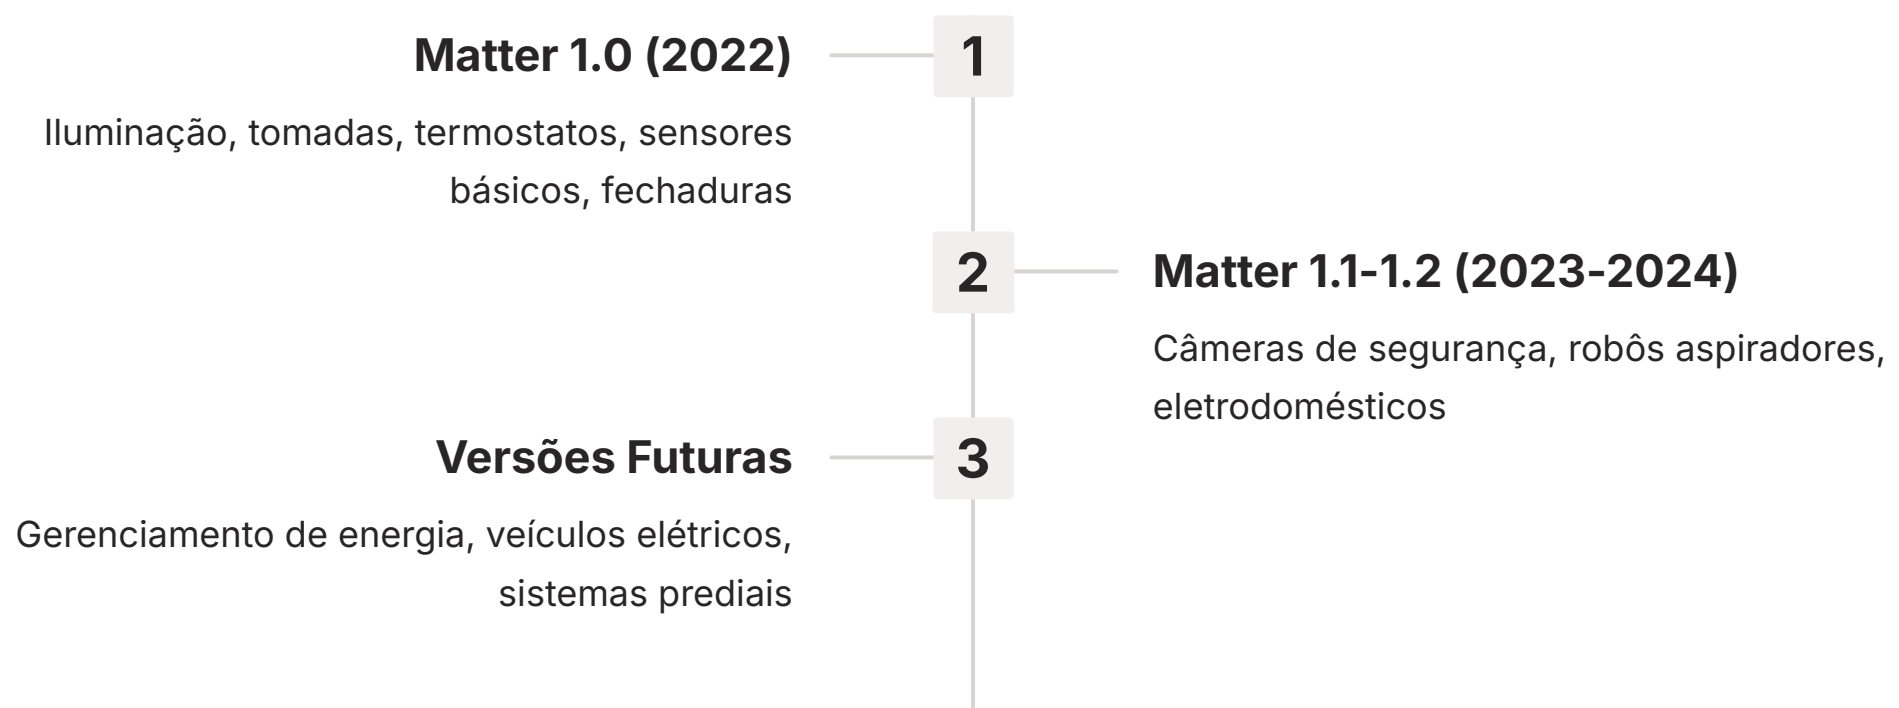 Matter 1.0 (2022)
1
Iluminação, tomadas, termostatos, sensores
básicos, fechaduras
2
Matter 1.1-1.2 (2023-2024)
Câmeras de segurança, robôs aspiradores,
eletrodomésticos
Versões Futuras
3
Gerenciamento de energia, veículos elétricos,
sistemas prediais